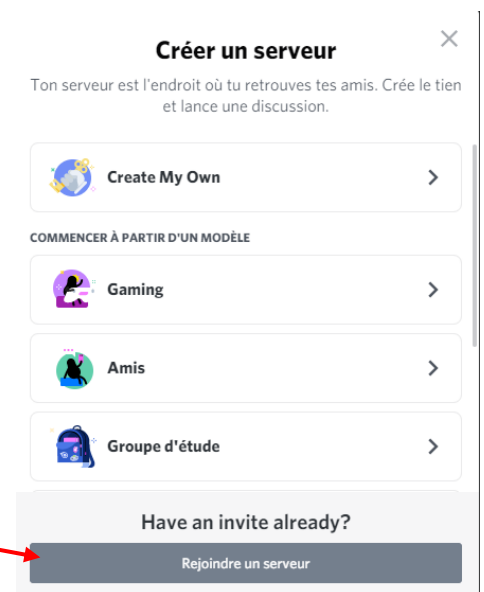 Créer un serveur
Ton serveur est l'endroit où tu retrouves tes amis. Crée le tien
et lance une discussion.
Create My Own
COMMENCER À PARTIR D'UN MODÈLE
Gaming
Amis
Groupe d'étude
Have an invite already?
Rejoindre un serveur